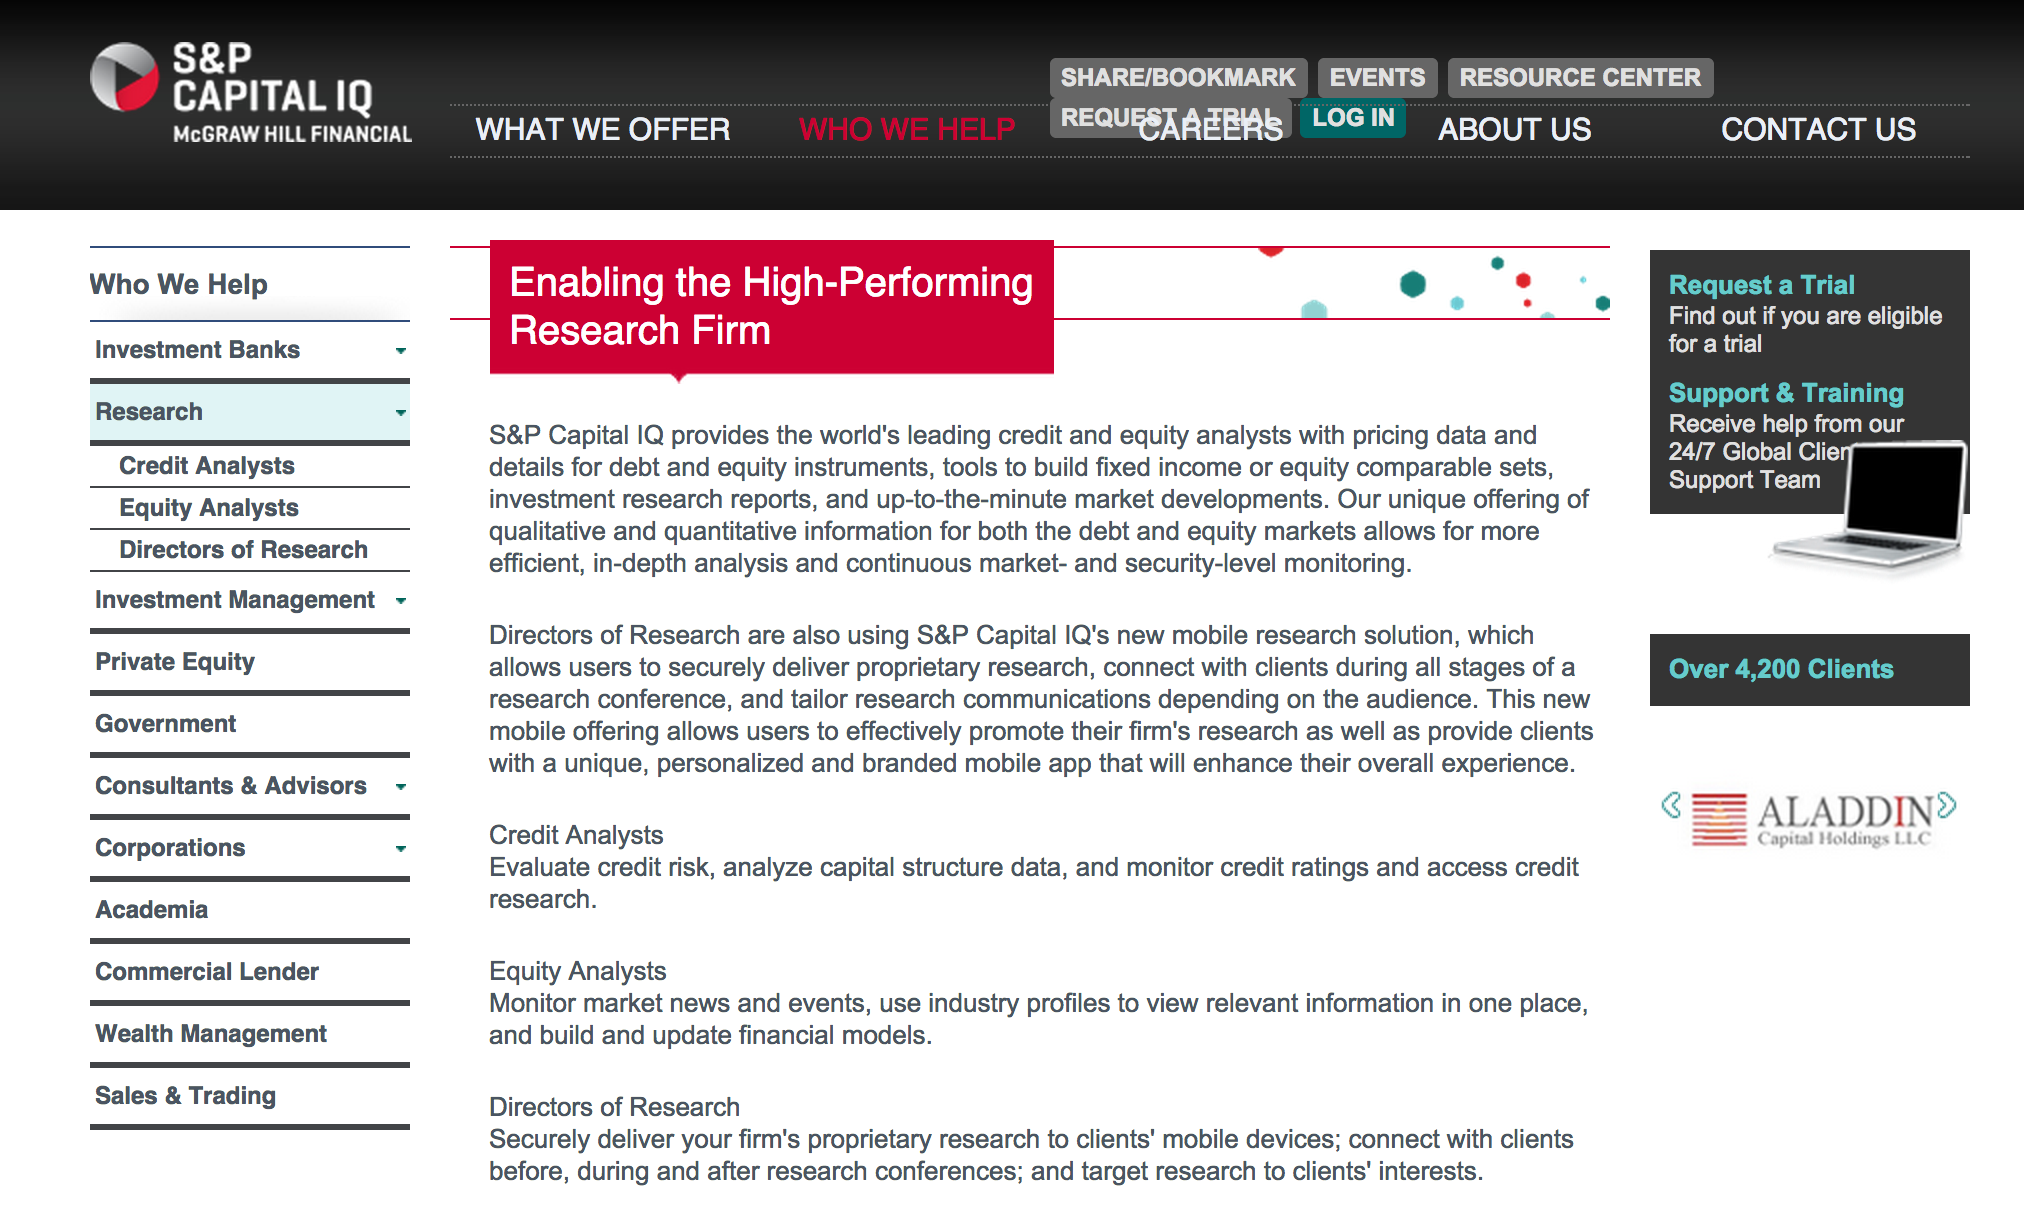 S&P
CAPITAL IQ
McGRAW HILL FINANCIAL
SHARE/BOOKMARK
EVENTS
RESOURCE CENTER
REQUEST A TRIAL
LOG IN
WHAT WE OFFER
WHO WE HELP
CAREERS
ABOUT US
CONTACT US
Who We Help
Investment Banks
Research
Credit Analysts
Equity Analysts
Directors of Research
Investment Management
Private Equity
Government
Consultants & Advisors
Corporations
Academia
Commercial Lender
Wealth Management
Sales & Trading
Enabling the High-Performing
Research Firm
S&P Capital IQ provides the world's leading credit and equity analysts with pricing data and
details for debt and equity instruments, tools to build fixed income or equity comparable sets,
investment research reports, and up-to-the-minute market developments. Our unique offering of
qualitative and quantitative information for both the debt and equity markets allows for more
efficient, in-depth analysis and continuous market- and security-level monitoring.
Directors of Research are also using S&P Capital IQ's new mobile research solution, which
allows users to securely deliver proprietary research, connect with clients during all stages of a
research conference, and tailor research communications depending on the audience. This new
mobile offering allows users to effectively promote their firm's research as well as provide clients
with a unique, personalized and branded mobile app that will enhance their overall experience.
Credit Analysts
Evaluate credit risk, analyze capital structure data, and monitor credit ratings and access credit
research.
Equity Analysts
Monitor market news and events, use industry profiles to view relevant information in one place,
and build and update financial models.
Directors of Research
Securely deliver your firm's proprietary research to clients' mobile devices; connect with clients
before, during and after research conferences; and target research to clients' interests.
Request a Trial
Find out if you are eligible
for a trial
Support & Training
Receive help from our
24/7 Global Clien
Support Team
Over 4,200 Clients
ALADDIN
Capital Holdings LLC